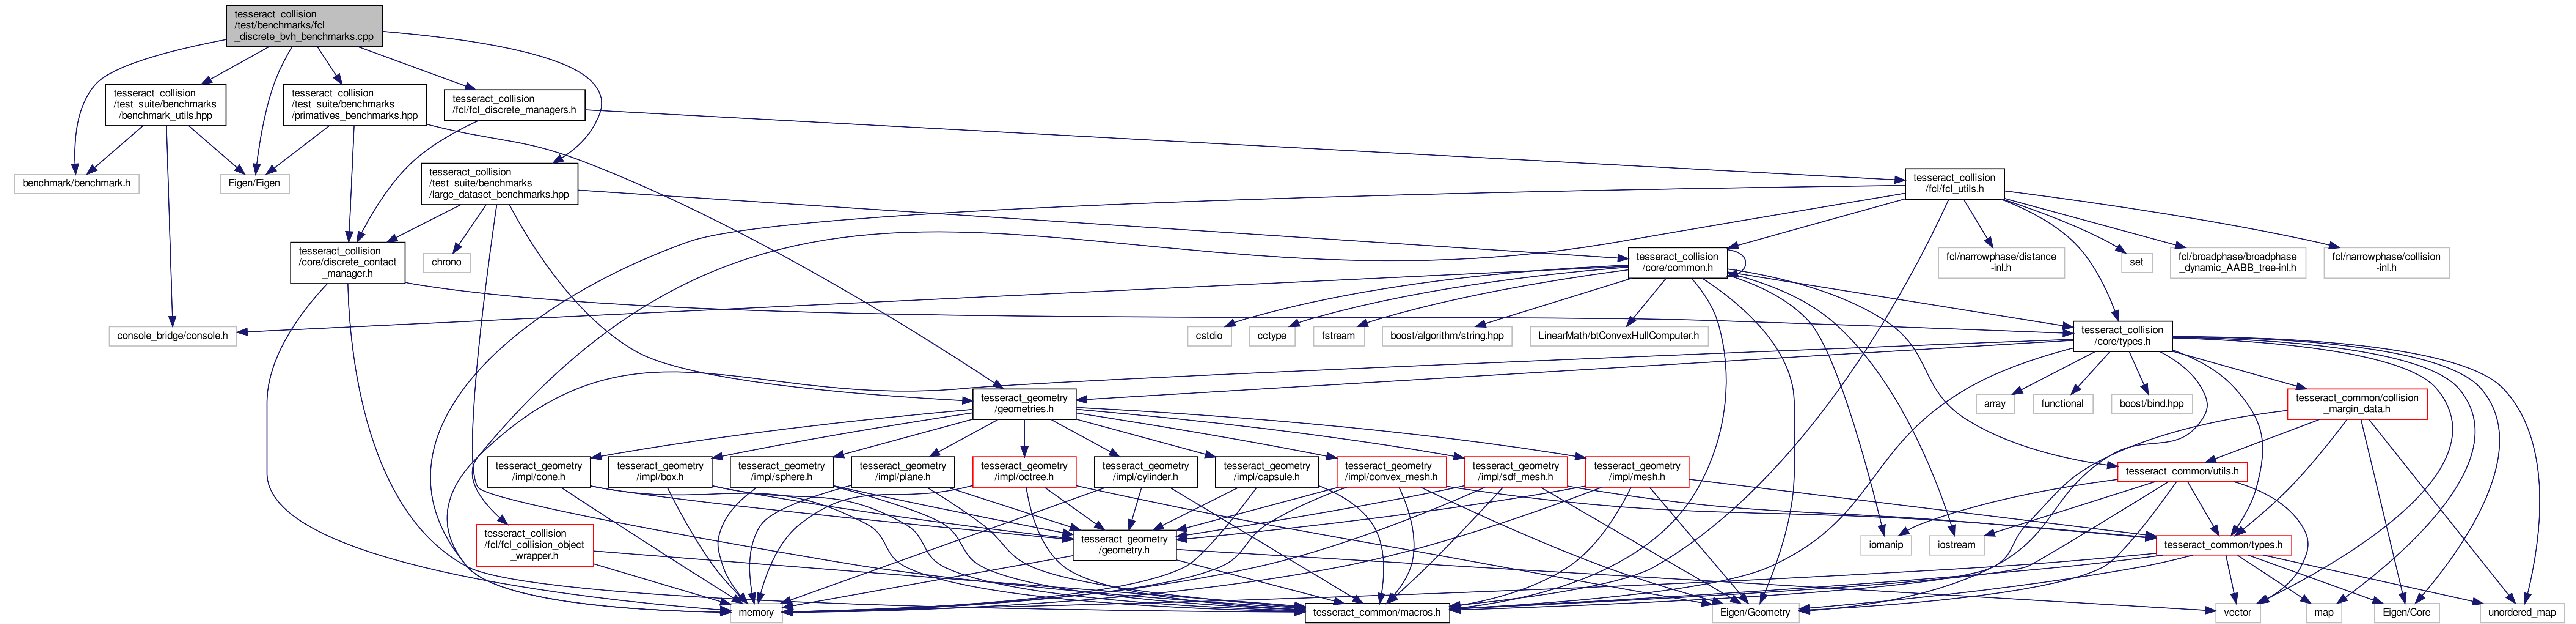 tesseract_collision
/test/benchmarks/fcl
_discrete_bvh_benchmarks.cpp
tesseract_collision
/test_suite/benchmarks
/benchmark_utils.hpp
tesseract_collision
/test_suite/benchmarks
/primatives_benchmarks.hpp
tesseract_collision
/fcl/fcl_discrete_managers.h
benchmark/benchmark.h
Eigen/Eigen
tesseract_collision
/test_suite/benchmarks
/large_dataset_benchmarks.hpp
tesseract_collision
/fcl/fcl_utils.h
tesseract_collision
/core/discrete_contact
_manager.h
chrono
tesseract_collision
/core/common.h
fcl/narrowphase/distance
-inl.h
set
fcl/broadphase/broadphase
_dynamic_AABB_tree-inl.h
fcl/narrowphase/collision
-inl.h
console_bridge/console.h
cstdio
cctype
fstream
boost/algorithm/string.hpp
LinearMath/btConvexHullComputer.h
tesseract_collision
/core/types.h
tesseract_geometry
/geometries.h
array
functional
boost/bind.hpp
tesseract_common/collision
_margin_data.h
tesseract_geometry
/impl/cone.h
tesseract_geometry
/impl/box.h
tesseract_geometry
/impl/sphere.h
tesseract_geometry
/impl/plane.h
tesseract_geometry
/impl/octree.h
tesseract_geometry
/impl/cylinder.h
tesseract_geometry
/impl/capsule.h
tesseract_geometry
/impl/convex_mesh.h
tesseract_geometry
/impl/sdf_mesh.h
tesseract_geometry
/impl/mesh.h
tesseract_common/utils.h
tesseract_collision
/fcl/fcl_collision_object
_wrapper.h
tesseract_geometry
/geometry.h
iomanip
iostream
tesseract_common/types.h
memory
tesseract_common/macros.h
Eigen/Geometry
vector
map
Eigen/Core
unordered_map